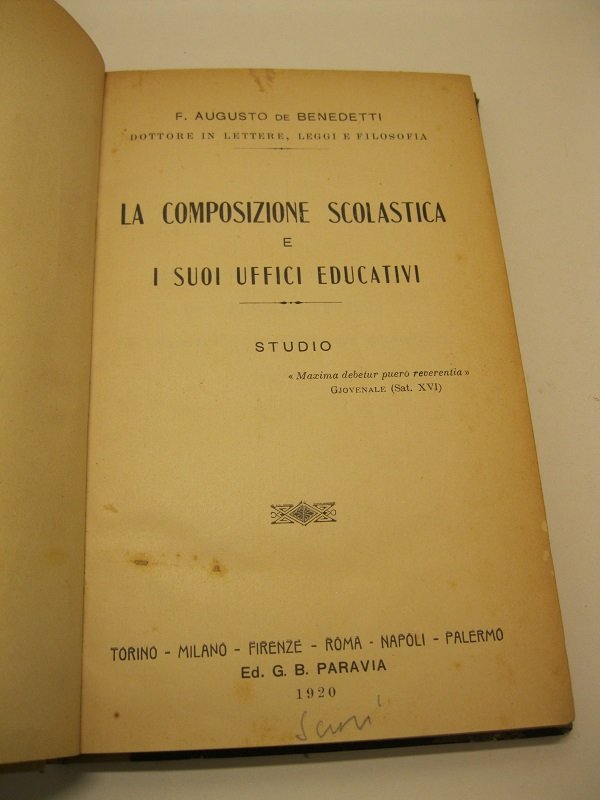 F. AUGUSTO DE BENEDETTI
DOTTORE IN LETTERE, LEGGI E FILOSOFIA
LA COMPOSIZIONE SCOLASTICA
E
I SUOI UFFICI EDUCATIVI
STUDIO
« Maxima debetur puero reverentia »
GIOVENALE (Sat. XVI)
TORINO - MILANO - FIRENZE - ROMA - NAPOLI - PALERMO
Ed. G. B. PARAVIA
1920